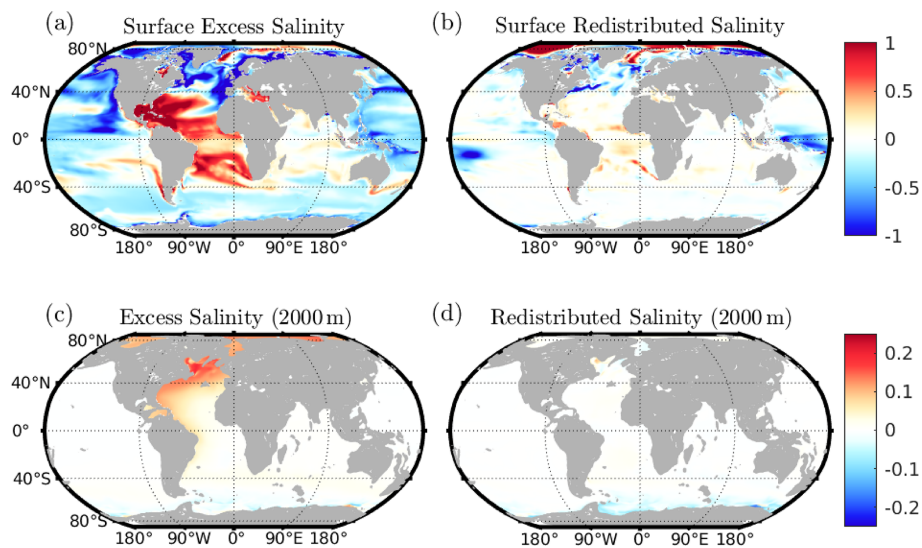 (a) Surface Excess Salinity
(b) Surface Redistributed Salinity
80°N
40°N
0°
40°S
80°S
180° 90°W 0° 90°E 180°
180° 90°W 0° 90°E 180°
1
0.5
0
-0.5
-1
(c) Excess Salinity (2000 m)
(d) Redistributed Salinity (2000 m)
80°N
40°N
0°
40°S
80°S
180° 90°W 0° 90°E 180°
180° 90°W 0° 90°E 180°
0.2
0.1
0
-0.1
-0.2